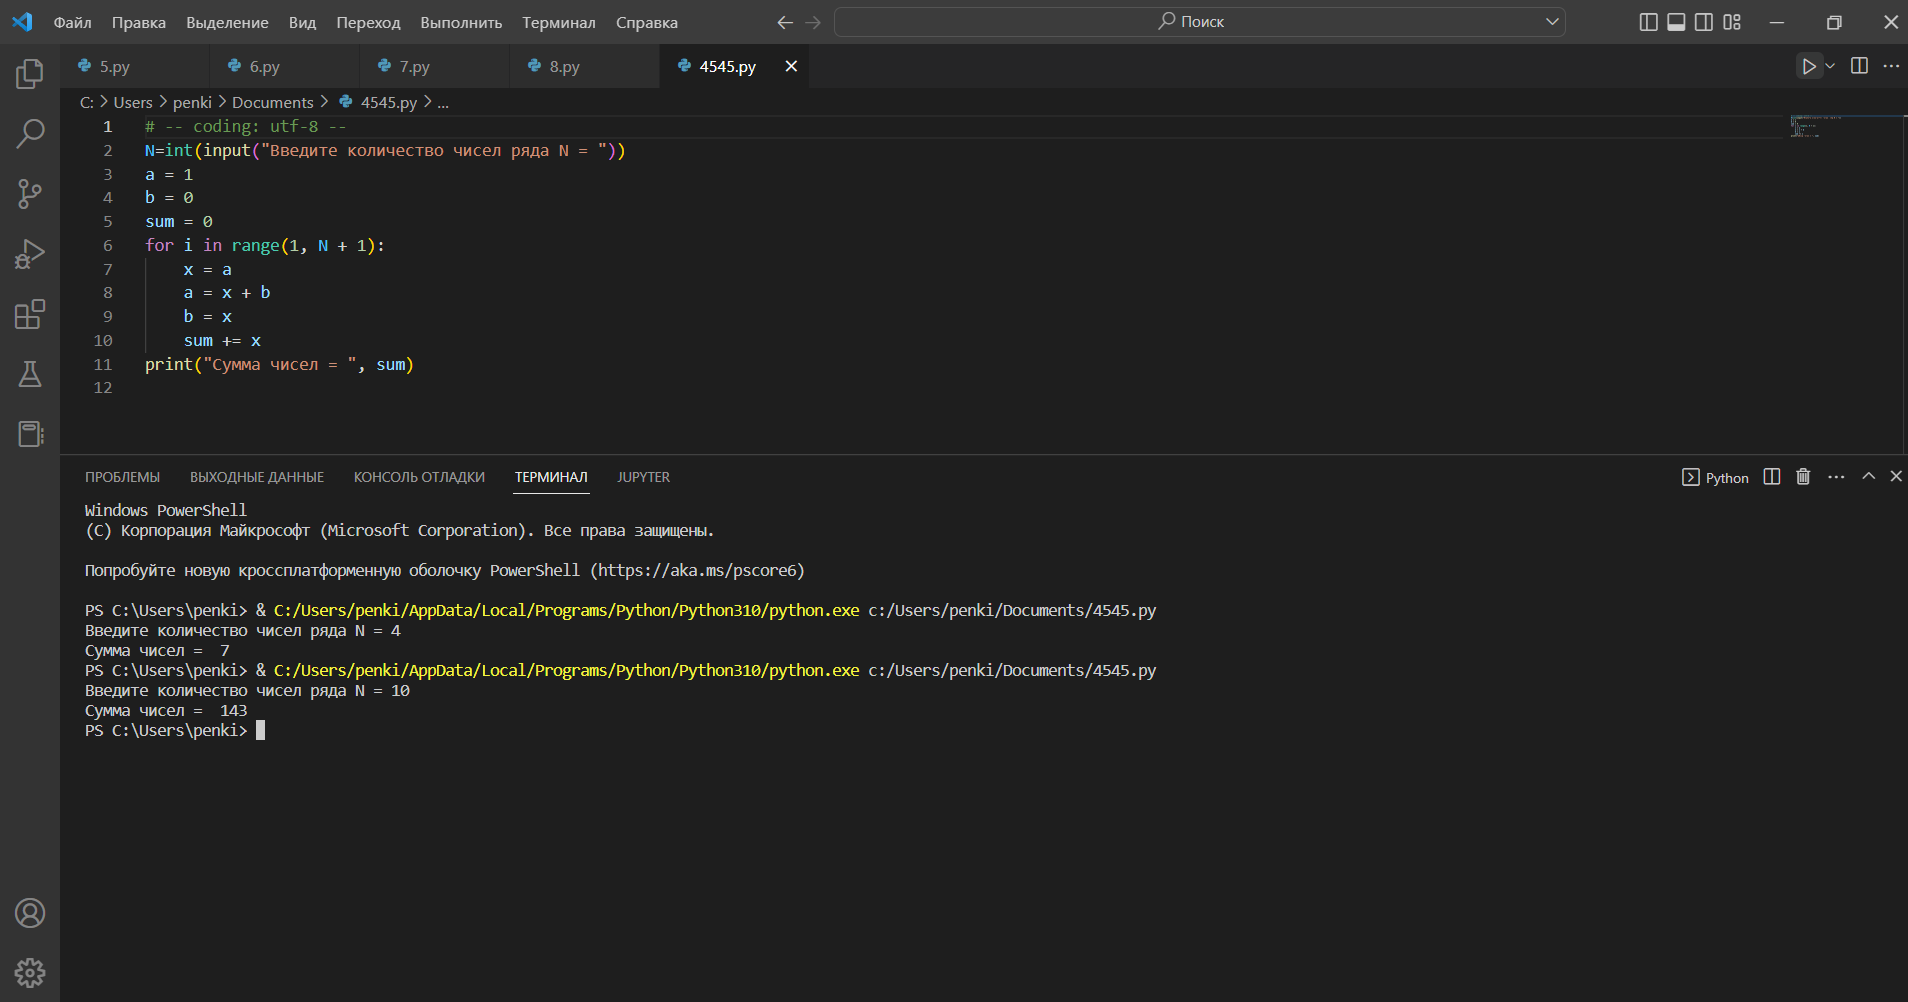 Файл Правка Выделение Вид Переход Выполнить Терминал Справка Поиск
5.py 6.py 7.py 8.py 4545.py
C: > Users > penki > Documents > 4545.py > ...
1 # -- coding: utf-8 --
2 N=int(input("Введите количество чисел ряда N = "))
3 a = 1
4 b = 0
5 sum = 0
6 for i in range(1, N + 1):
7 x = a
8 a = x + b
9 b = x
10 sum += x
11 print("Сумма чисел = ", sum)
12
ПРОБЛЕМЫ ВЫХОДНЫЕ ДАННЫЕ КОНСОЛЬ ОТЛАДКИ ТЕРМИНАЛ JUPYTER Python
Windows PowerShell
(C) Корпорация Майкрософт (Microsoft Corporation). Все права защищены.
Попробуйте новую кроссплатформенную оболочку PowerShell (https://aka.ms/pscore6)
PS C:\Users\penki> & C:/Users/penki/AppData/Local/Programs/Python/Python310/python.exe c:/Users/penki/Documents/4545.py
Введите количество чисел ряда N = 4
Сумма чисел =  7
PS C:\Users\penki> & C:/Users/penki/AppData/Local/Programs/Python/Python310/python.exe c:/Users/penki/Documents/4545.py
Введите количество чисел ряда N = 10
Сумма чисел =  143
PS C:\Users\penki>